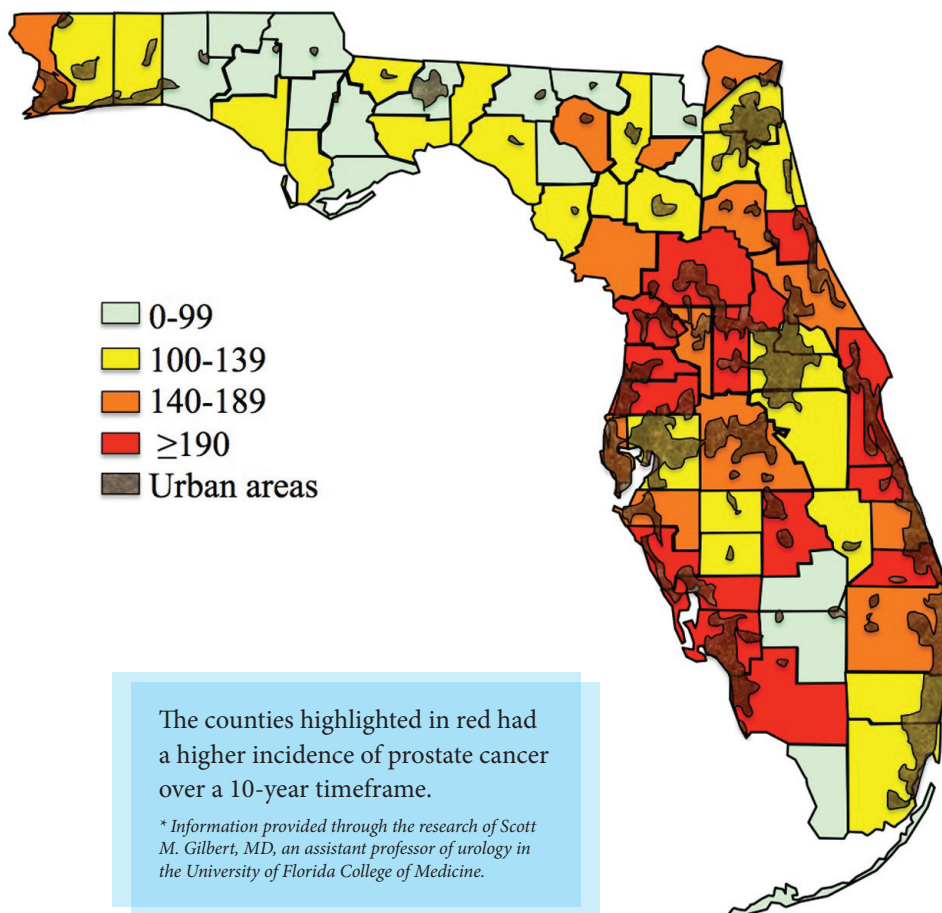 0-99
100-139
140-189
≥190
Urban areas
The counties highlighted in red had
a higher incidence of prostate cancer
over a 10-year timeframe.
* Information provided through the research of Scott
M. Gilbert, MD, an assistant professor of urology in
the University of Florida College of Medicine.